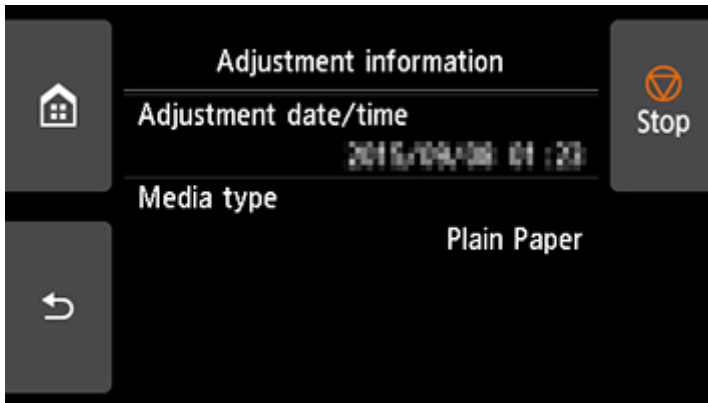 Adjustment information
Adjustment date/time
Stop
Media type
Plain Paper